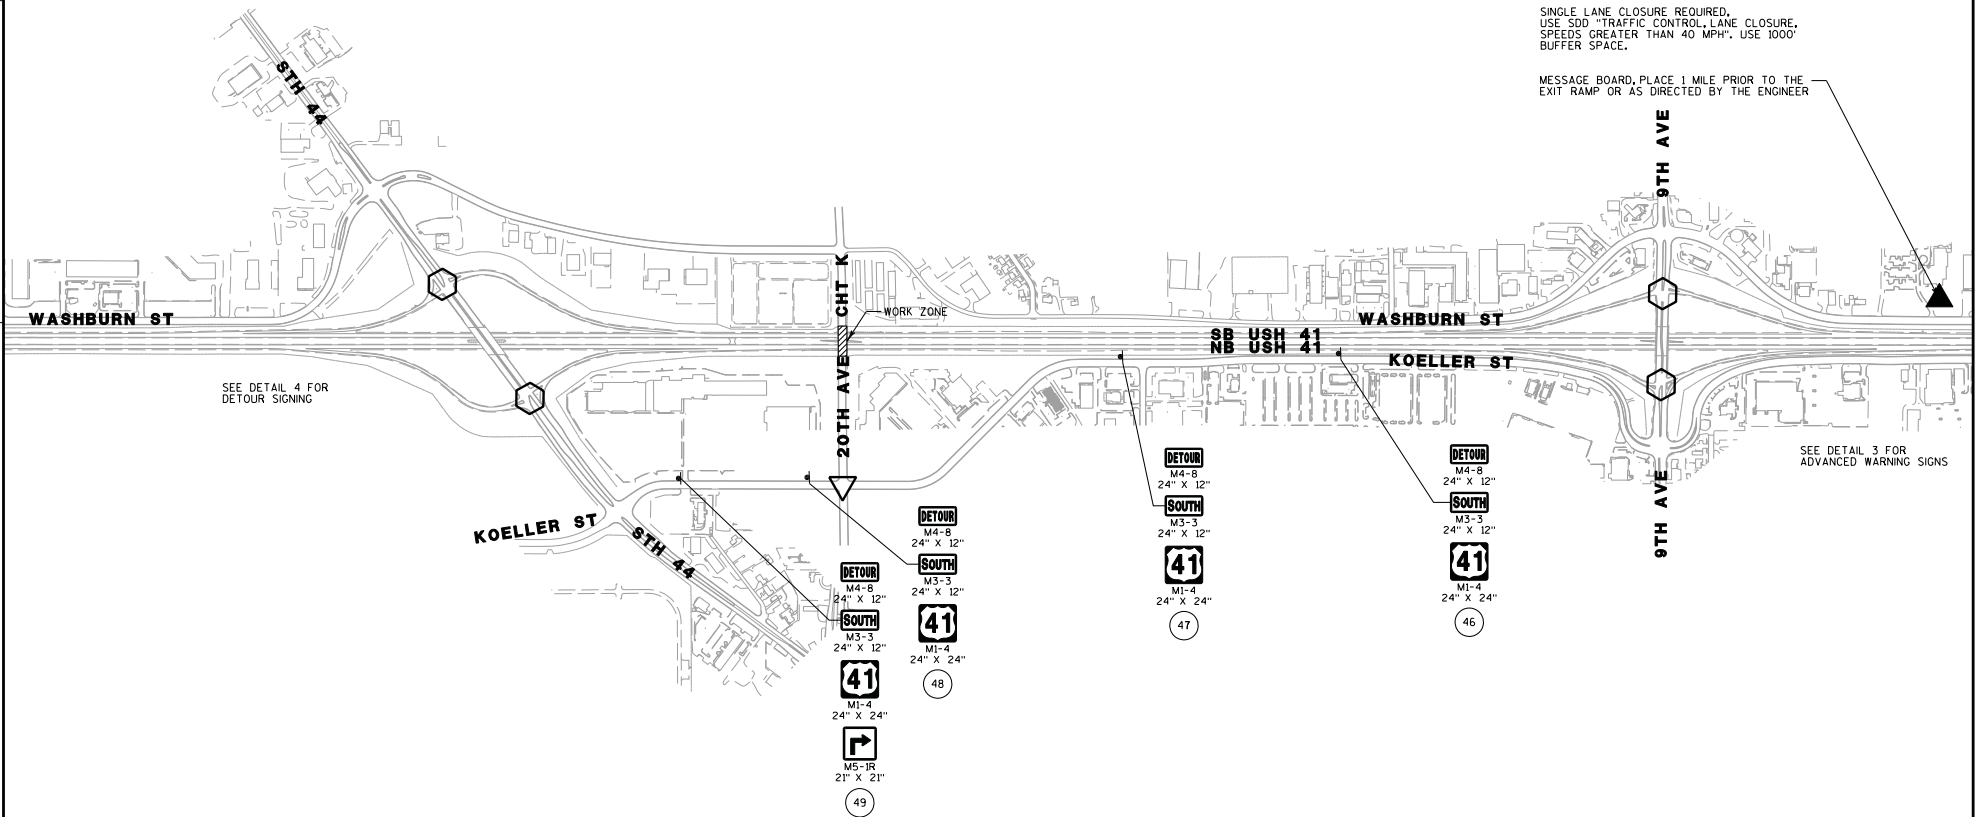 SINGLE LANE CLOSURE REQUIRED,
USE SDD "TRAFFIC CONTROL, LANE CLOSURE,
SPEEDS GREATER THAN 40 MPH". USE 1000'
BUFFER SPACE.
MESSAGE BOARD, PLACE 1 MILE PRIOR TO THE
EXIT RAMP OR AS DIRECTED BY THE ENGINEER
STH 44
9TH AVE
CHT K
WORK ZONE
WASHBURN ST
WASHBURN ST
SB USH 41
NB USH 41
KOELLER ST
20TH AVE
SEE DETAIL 4 FOR
DETOUR SIGNING
SEE DETAIL 3 FOR
ADVANCED WARNING SIGNS
9TH AVE
KOELLER ST
STH 44
DETOUR
M4-8
24" X 12"
SOUTH
M3-3
24" X 12"
41
M1-4
24" X 24"
M5-1R
21" X 21"
49
DETOUR
M4-8
24" X 12"
SOUTH
M3-3
24" X 12"
41
M1-4
24" X 24"
48
DETOUR
M4-8
24" X 12"
SOUTH
M3-3
24" X 12"
41
M1-4
24" X 24"
47
DETOUR
M4-8
24" X 12"
SOUTH
M3-3
24" X 12"
41
M1-4
24" X 24"
46